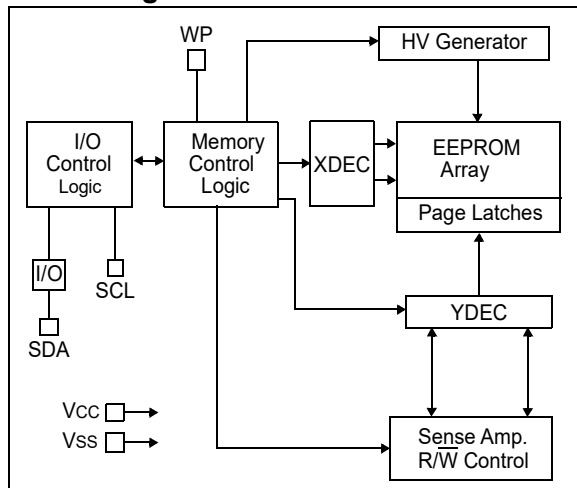 WP
HV Generator
I/O
Control
Logic
Memory
Control
Logic
XDEC
EEPROM
Array
Page Latches
I/O
SCL
SDA
YDEC
VCC
VSS
Sense Amp.
R/W̅ Control